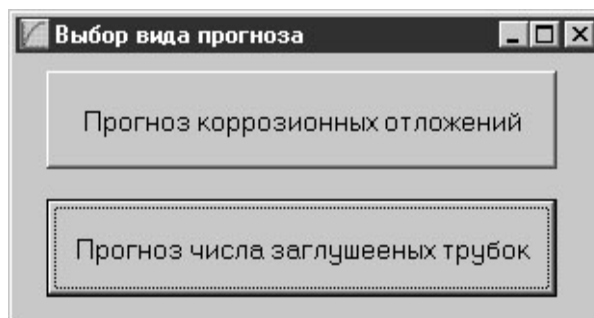 Выбор вида прогноза
Прогноз коррозионных отложений
Прогноз числа заглушееных трубок